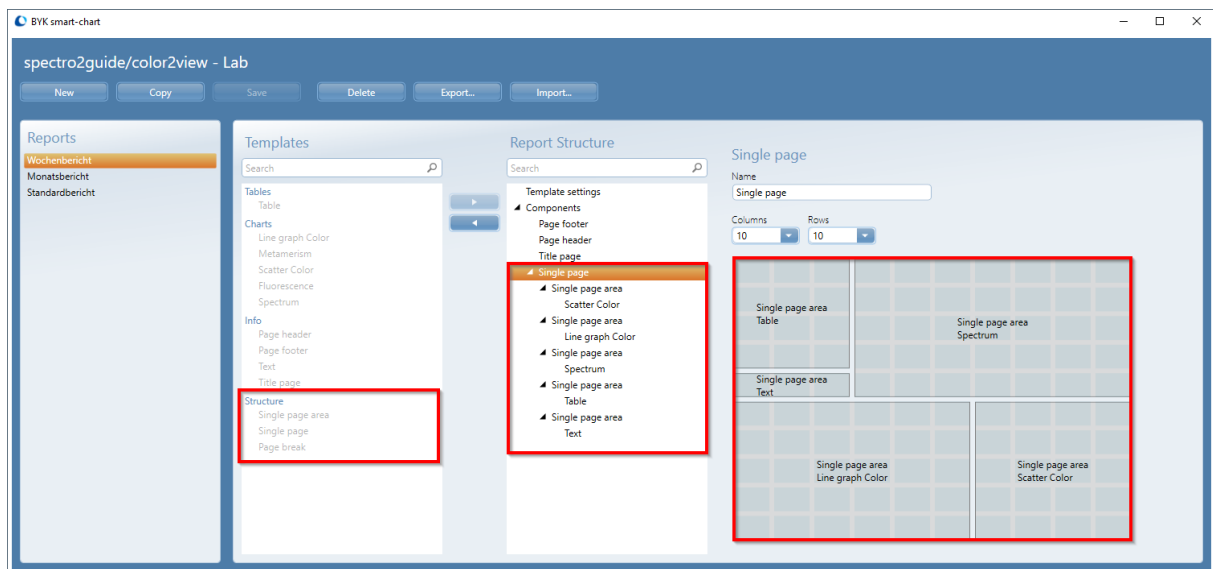 BYK smart-chart
spectro2guide/color2view - Lab
New Copy Save Delete Export... Import...
Reports
Wochenbericht
Monatsbericht
Standardbericht
Templates
Search
Tables
Table
Charts
Line graph Color
Metamerism
Scatter Color
Fluorescence
Spectrum
Info
Page header
Page footer
Text
Title page
Structure
Single page area
Single page
Page break
Report Structure
Search
Template settings
Components
Page footer
Page header
Title page
Single page
Single page area
Scatter Color
Single page area
Line graph Color
Single page area
Spectrum
Single page area
Table
Single page area
Text
Single page
Name
Single page
Columns Rows
10 10
Single page area
Table
Single page area
Spectrum
Single page area
Text
Single page area
Line graph Color
Single page area
Scatter Color